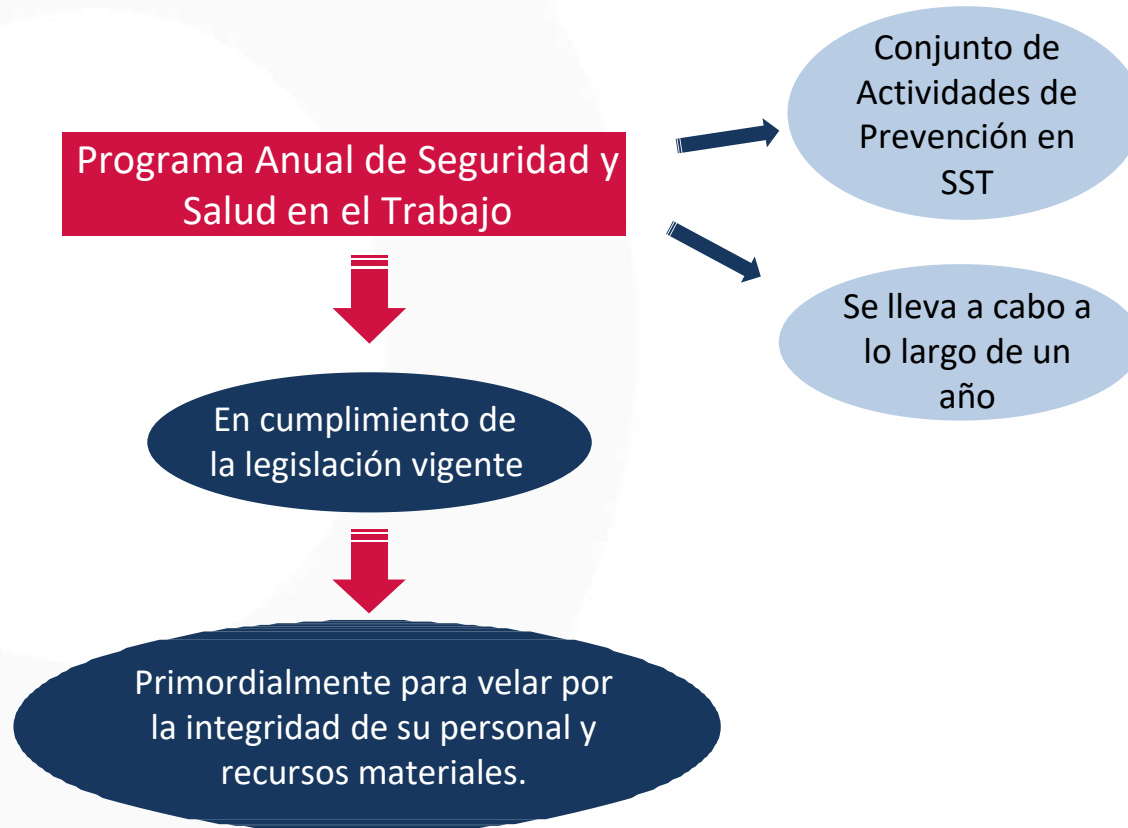 Programa Anual de Seguridad y
Salud en el Trabajo
Conjunto de
Actividades de
Prevención en
SST
Se lleva a cabo a
lo largo de un
año
En cumplimiento de
la legislación vigente
Primordialmente para velar por
la integridad de su personal y
recursos materiales.